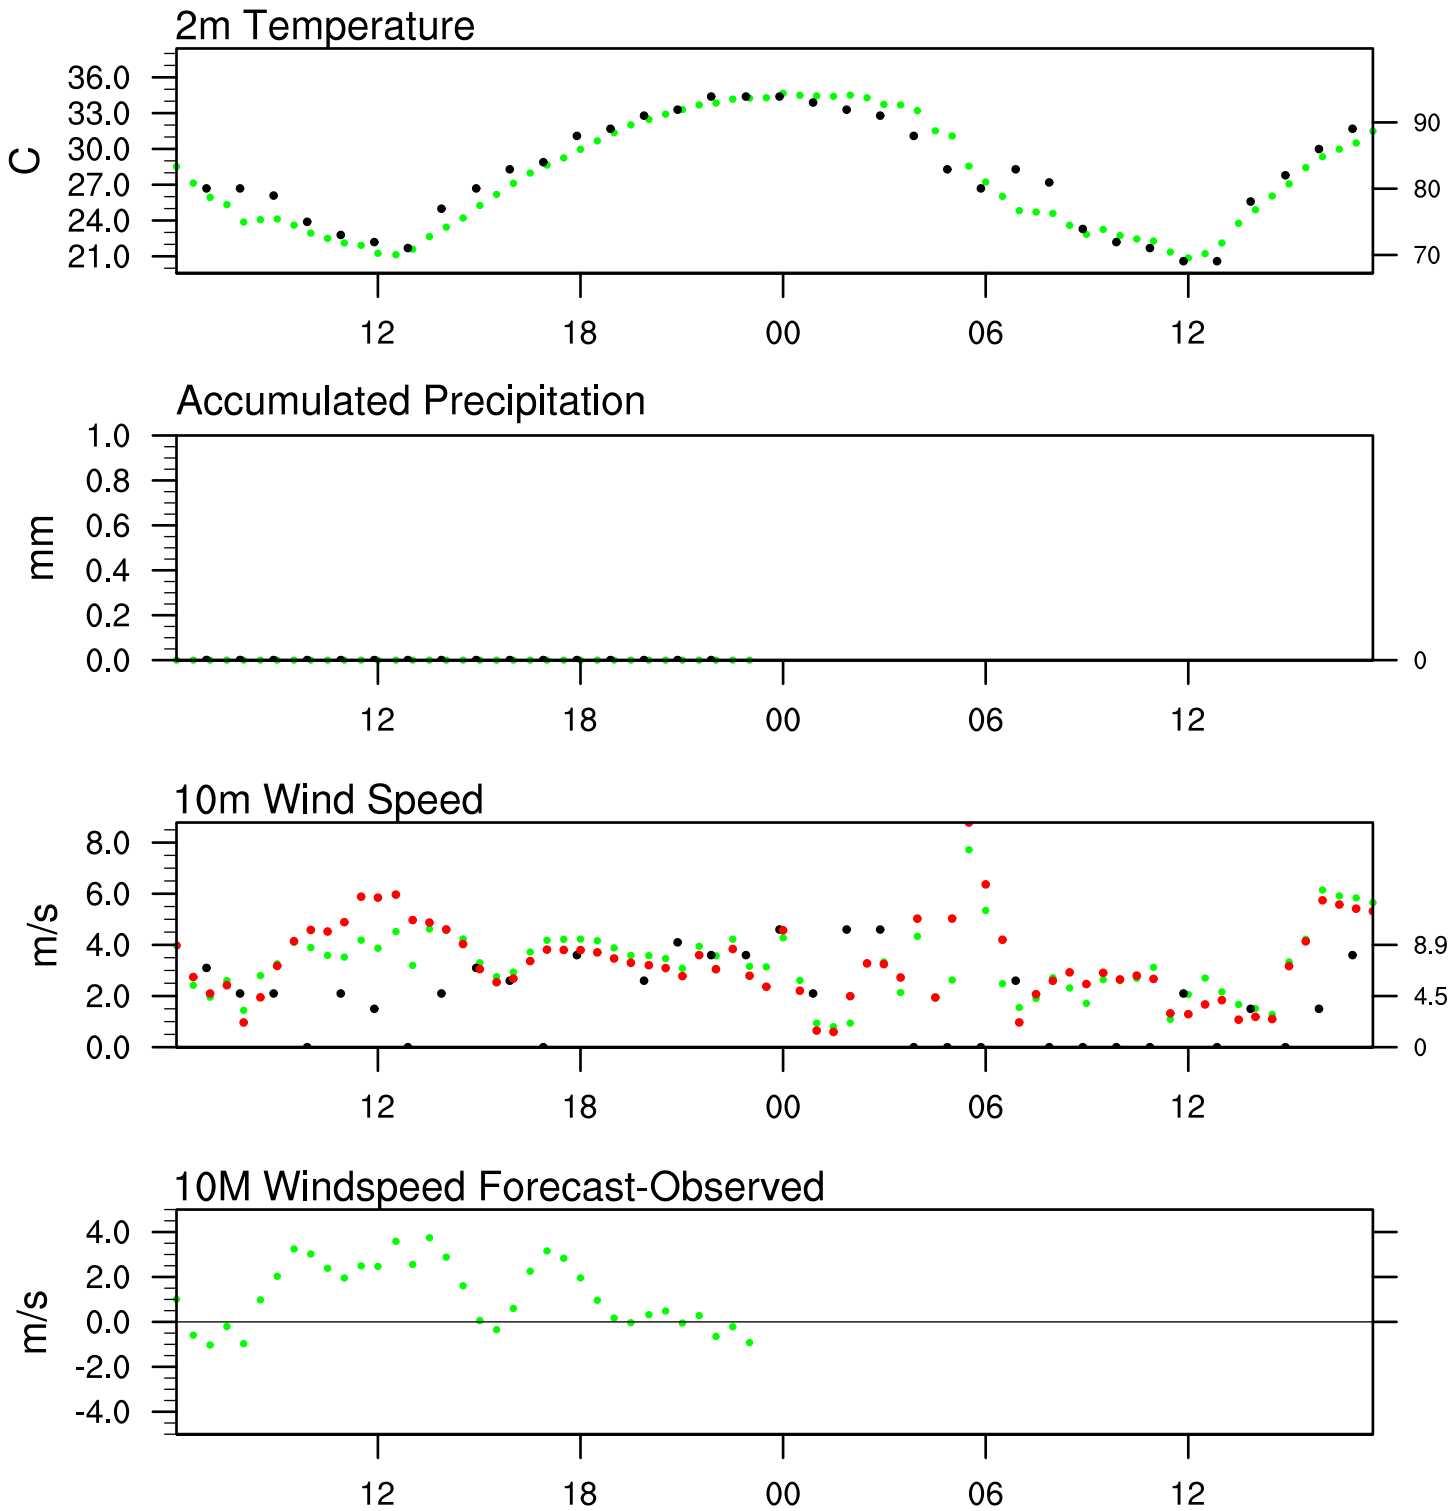 2m Temperature
36.0
33.0
30.0
27.0
24.0
21.0
C
90
80
70
12 18 00 06 12
Accumulated Precipitation
1.0
0.8
0.6
0.4
0.2
0.0
mm
0
12 18 00 06 12
10m Wind Speed
8.0
6.0
4.0
2.0
0.0
m/s
8.9
4.5
0
12 18 00 06 12
10M Windspeed Forecast-Observed
4.0
2.0
0.0
-2.0
-4.0
m/s
12 18 00 06 12